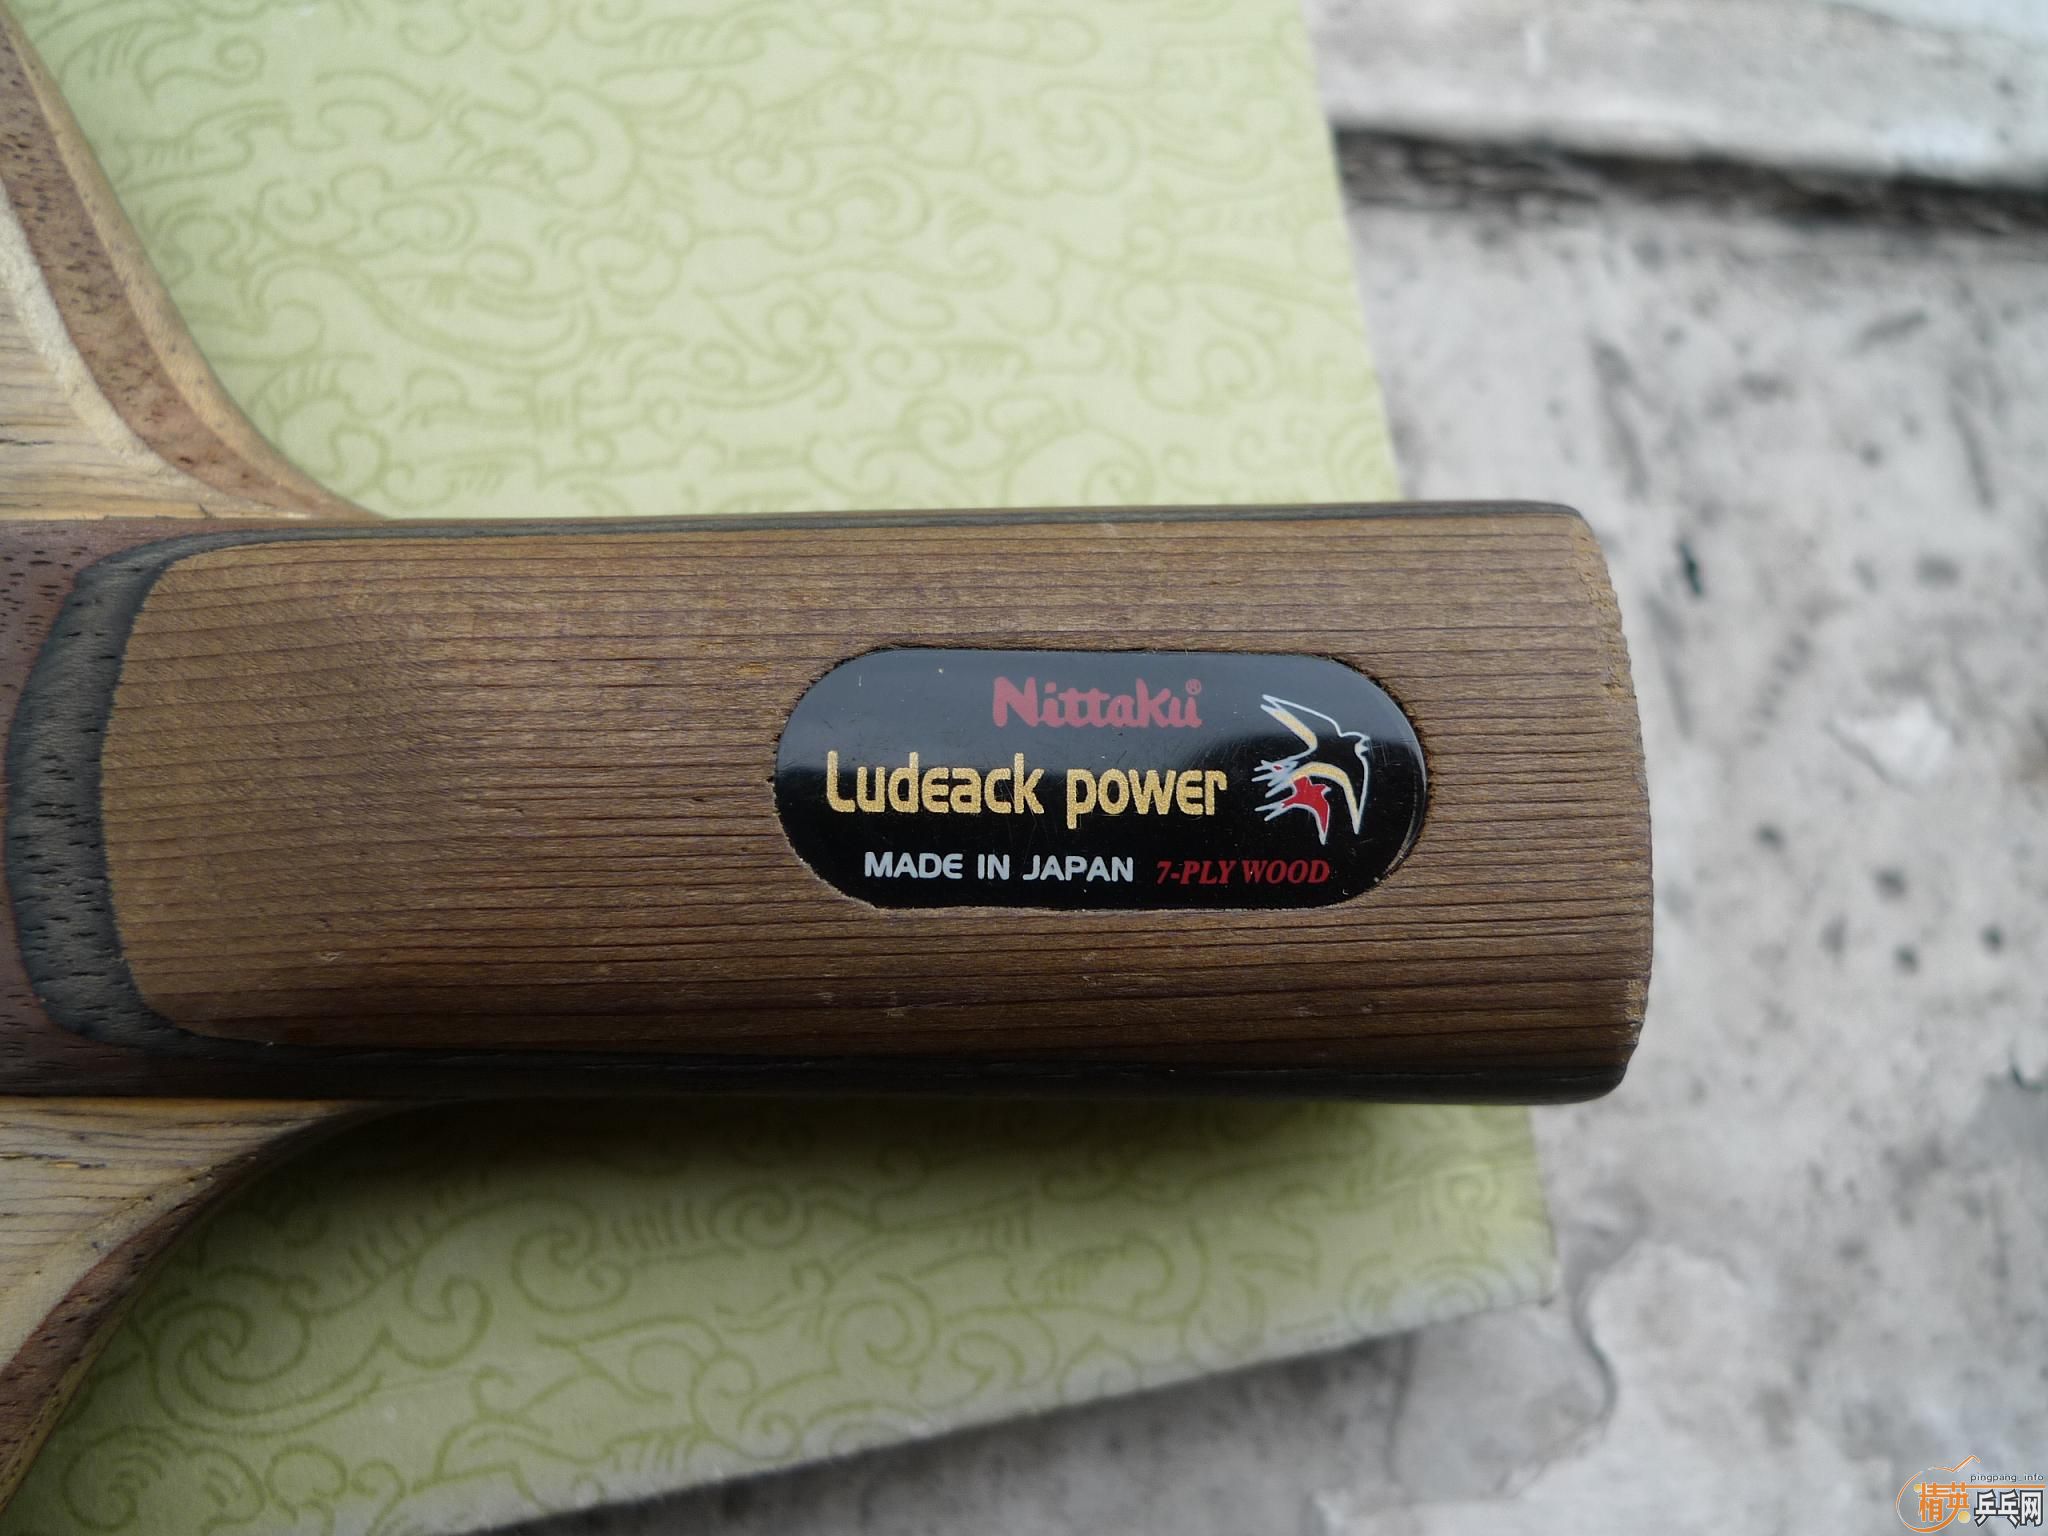 Nittaku®
Ludeack power
MADE IN JAPAN 7-PLY WOOD
pingpang_info
精英乒乓网